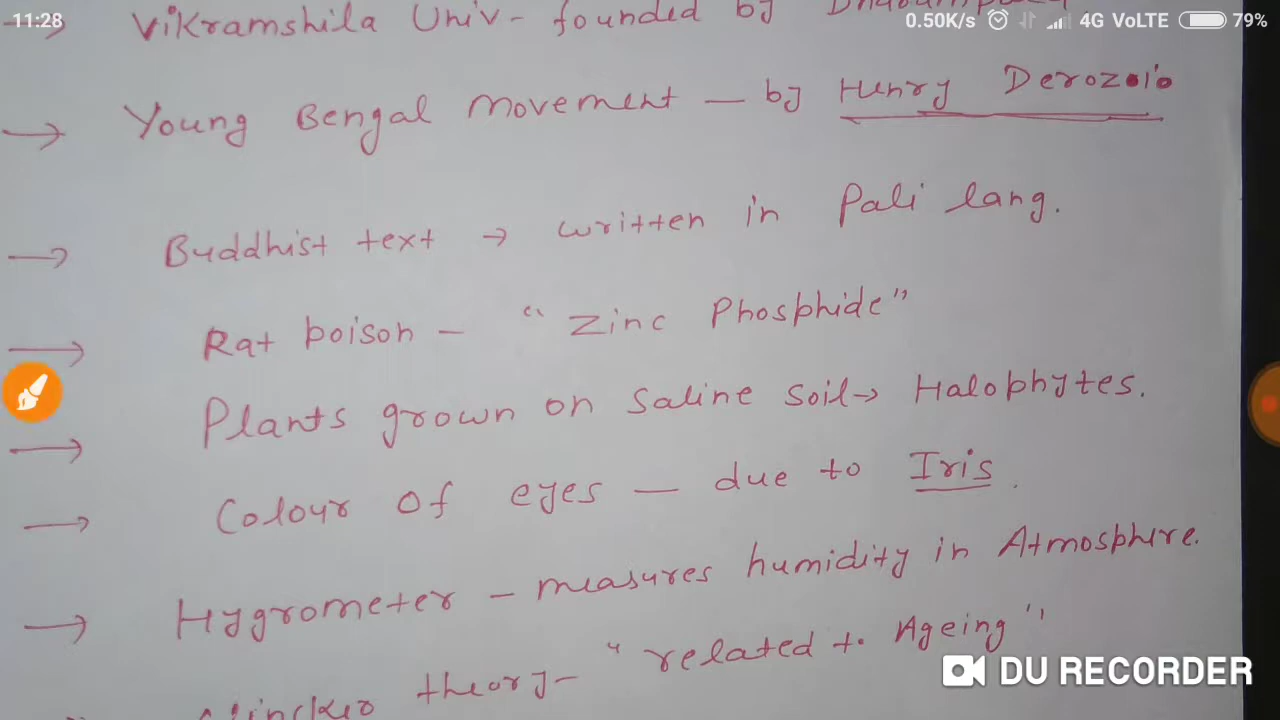 11:28 0.50K/s 4G VoLTE 79%
→ Vikramshila Univ- founded by
→ Young Bengal movement — by Henry Derozoio
→ Buddhist text → written in Pali lang.
→ Rat poison — "Zinc Phosphide"
→ Plants grown on saline soil→ Halophytes.
→ Colour of eyes — due to Iris.
→ Hygrometer — measures humidity in Atmosphire.
theory- "related to Ageing"
DU RECORDER